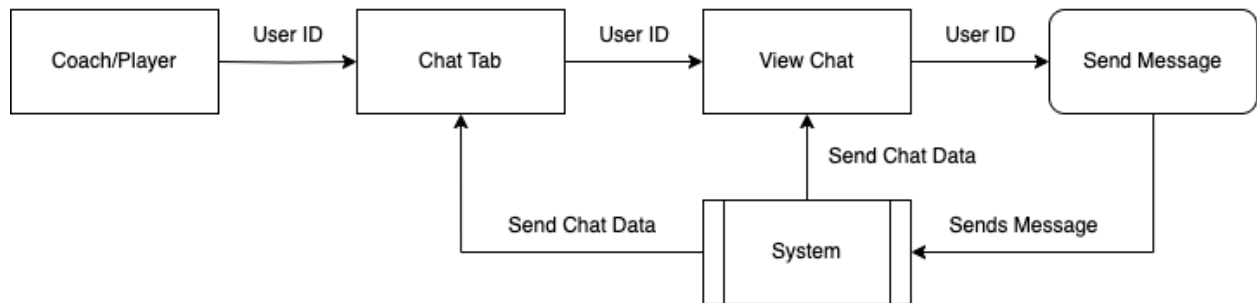 User ID
User ID
User ID
Coach/Player
Chat Tab
View Chat
Send Message
Send Chat Data
Send Chat Data
Sends Message
System